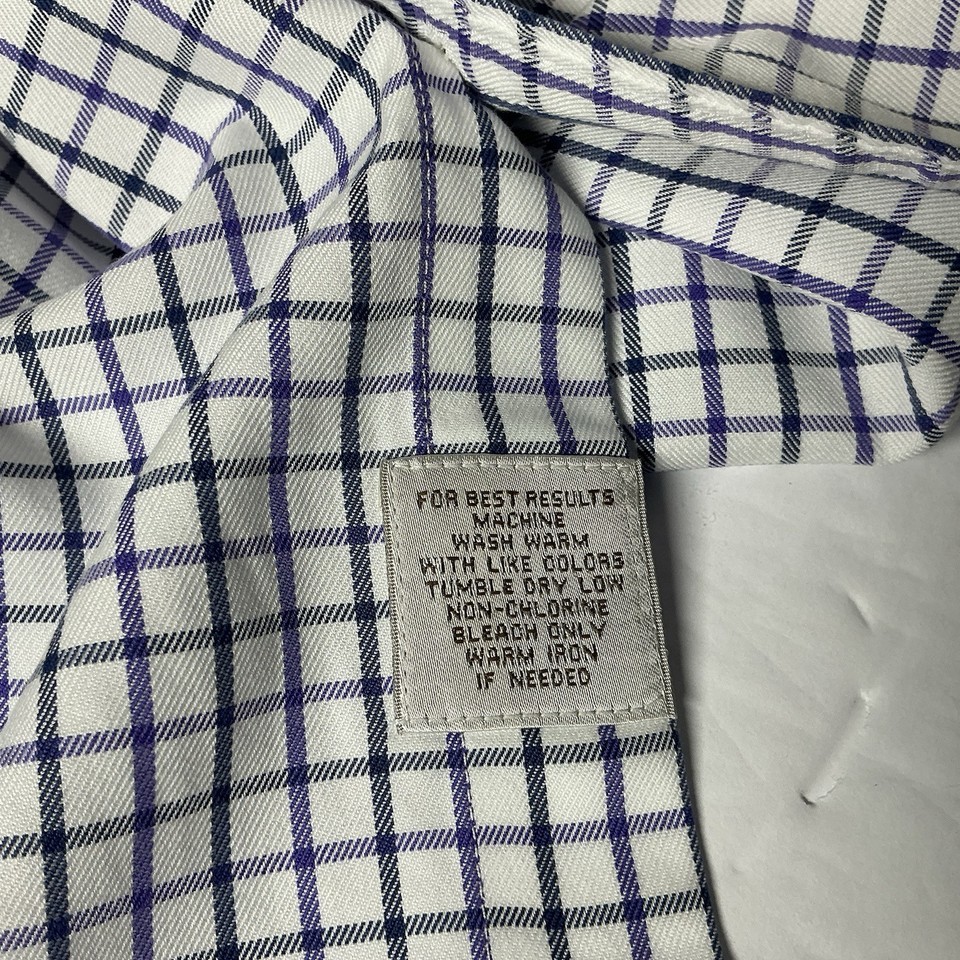 FOR BEST RESULTS
MACHINE
WASH WARM
WITH LIKE COLORS
TUMBLE DRY LOW
NON-CHLORINE
BLEACH ONLY
WARM IRON
IF NEEDED